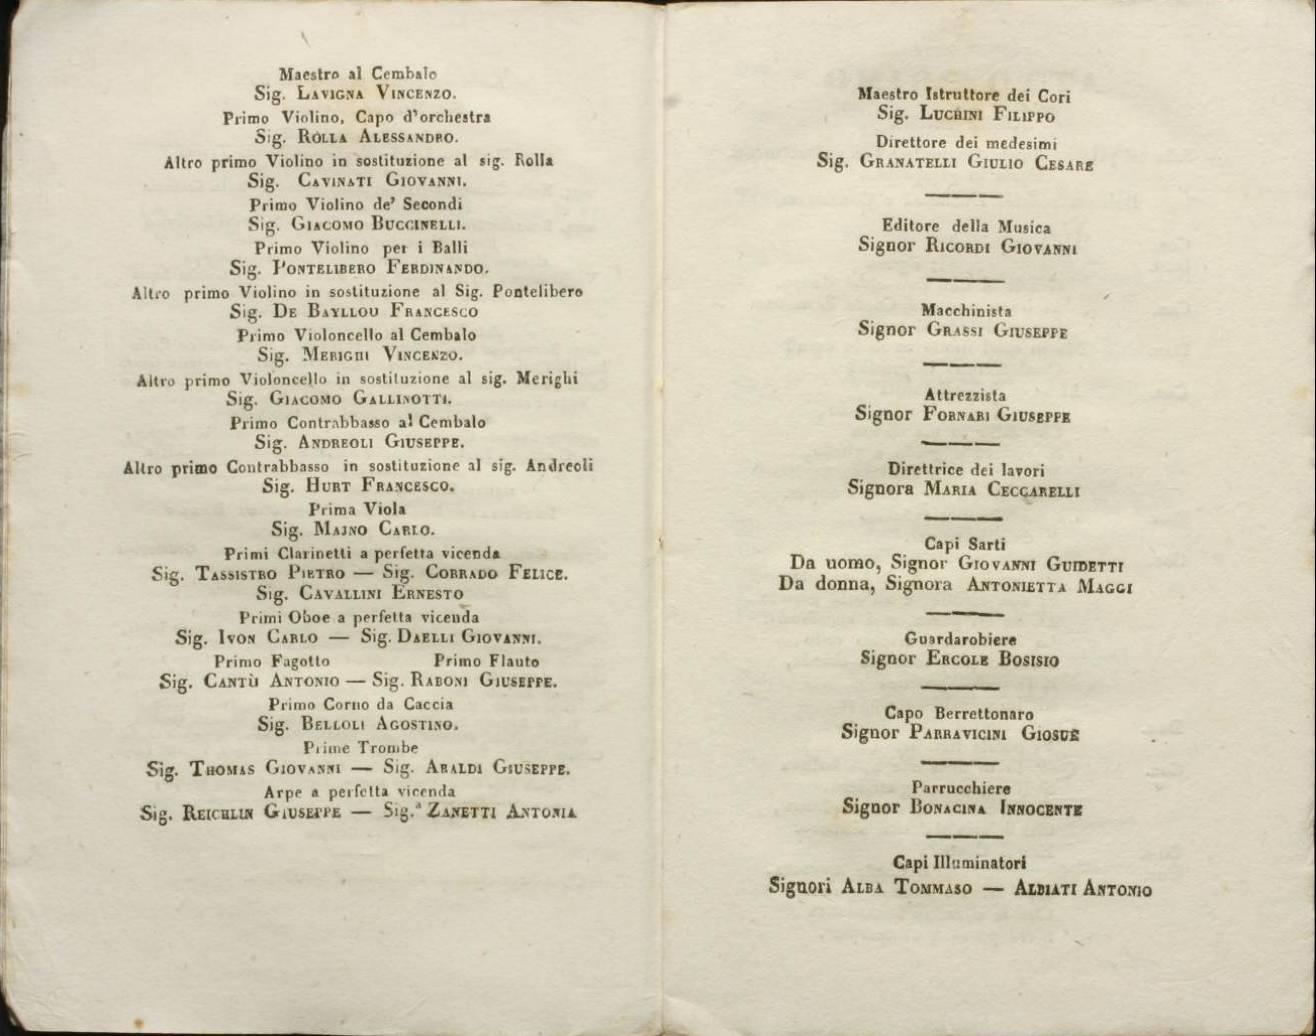 Maestro al Cembalo
Sig. LAVIGNA VINCENZO.
Primo Violino, Capo d'orchestra
Sig. ROLLA ALESSANDRO.
Altro primo Violino in sostituzione al sig. Rolla
Sig. CAVINATI GIOVANNI.
Primo Violino de' Secondi
Sig. GIACOMO BUCCINELLI.
Primo Violino per i Balli
Sig. PONTELIBERO FERDINANDO.
Altro primo Violino in sostituzione al Sig. Pontelibero
Sig. DE BAYLLOU FRANCESCO
Primo Violoncello al Cembalo
Sig. MERIGHI VINCENZO.
Altro primo Violoncello in sostituzione al sig. Merighi
Sig. GIACOMO GALLINOTTI.
Primo Contrabbasso al Cembalo
Sig. ANDREOLI GIUSEPPE.
Altro primo Contrabbasso in sostituzione al sig. Andreoli
Sig. HURT FRANCESCO.
Prima Viola
Sig. MAJNO CARLO.
Primi Clarinetti a perfetta vicenda
Sig. TASSISTRO PIETRO — Sig. CORRADO FELICE.
Sig. CAVALLINI ERNESTO
Primi Oboe a perfetta vicenda
Sig. IVON CARLO — Sig. DAELLI GIOVANNI.
Primo Fagotto Primo Flauto
Sig. CANTÙ ANTONIO — Sig. RABONI GIUSEPPE.
Primo Corno da Caccia
Sig. BELLOLI AGOSTINO.
Prime Trombe
Sig. THOMAS GIOVANNI — Sig. ARALDI GIUSEPPE.
Arpe a perfetta vicenda
Sig. REICHLIN GIUSEPPE — Sig.ª ZANETTI ANTONIA
Maestro Istruttore dei Cori
Sig. LUCHINI FILIPPO
Direttore dei medesimi
Sig. GRANATELLI GIULIO CESARE
Editore della Musica
Signor RICORDI GIOVANNI
Macchinista
Signor GRASSI GIUSEPPE
Attrezzista
Signor FORNARI GIUSEPPE
Direttrice dei lavori
Signora MARIA CECCARELLI
Capi Sarti
Da uomo, Signor GIOVANNI GUIDETTI
Da donna, Signora ANTONIETTA MAGGI
Guardarobiere
Signor ERCOLE BOSISIO
Capo Berrettonaro
Signor PARRAVICINI GIOSUÈ
Parrucchiere
Signor BONACINA INNOCENTE
Capi Illuminatori
Signori ALBA TOMMASO — ALBIATI ANTONIO